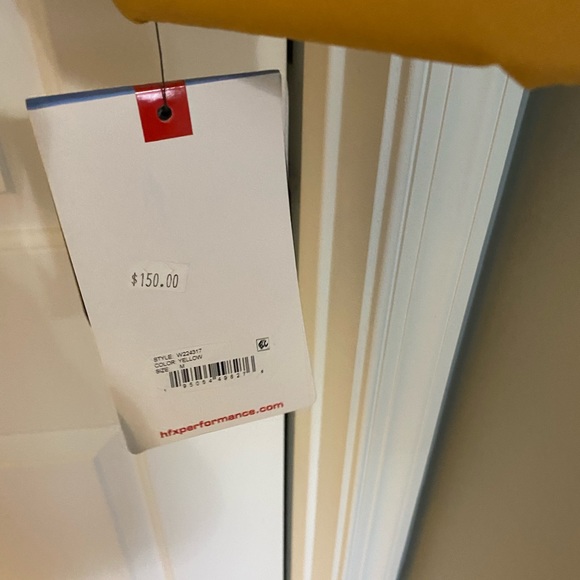 $150.00
STYLE: W224317
COLOR: YELLOW
SIZE: M
hfxperformance.com